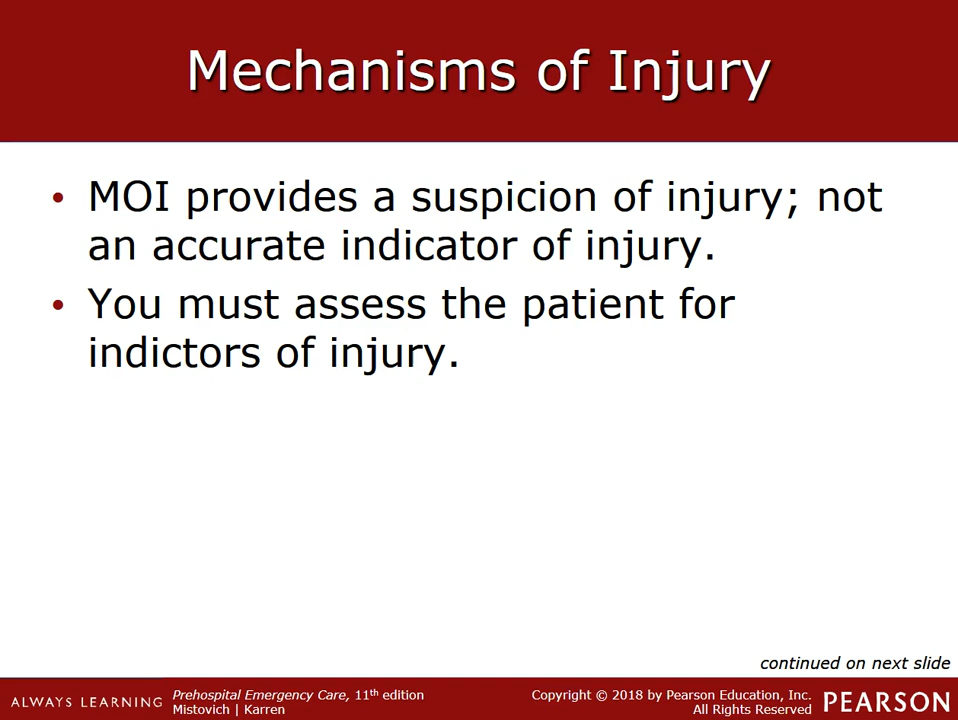 Mechanisms of Injury
• MOI provides a suspicion of injury; not
an accurate indicator of injury.
• You must assess the patient for
indictors of injury.
continued on next slide
ALWAYS LEARNING
Prehospital Emergency Care, 11th edition
Mistovich | Karren
Copyright © 2018 by Pearson Education, Inc.
All Rights Reserved
PEARSON